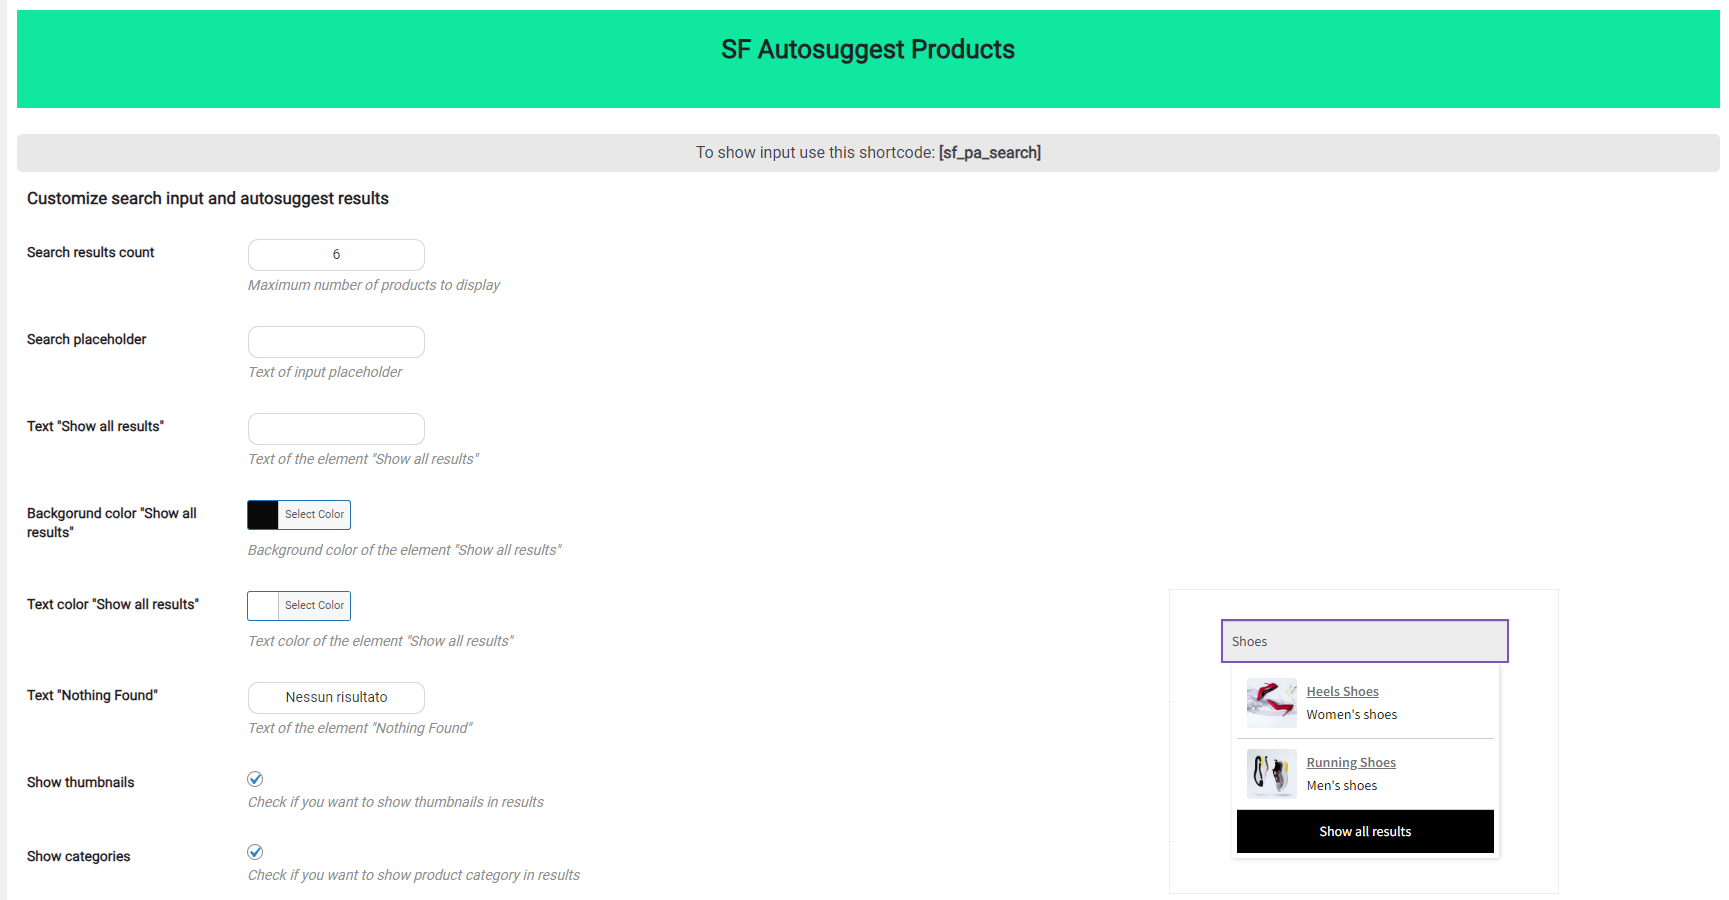 SF Autosuggest Products
To show input use this shortcode: [sf_pa_search]
Customize search input and autosuggest results
Search results count
6
Maximum number of products to display
Search placeholder
Text of input placeholder
Text "Show all results"
Text of the element "Show all results"
Backgorund color "Show all
results"
Select Color
Background color of the element "Show all results"
Text color "Show all results"
Select Color
Text color of the element "Show all results"
Text "Nothing Found"
Nessun risultato
Text of the element "Nothing Found"
Show thumbnails
Check if you want to show thumbnails in results
Show categories
Check if you want to show product category in results
Shoes
Heels Shoes
Women's shoes
Running Shoes
Men's shoes
Show all results